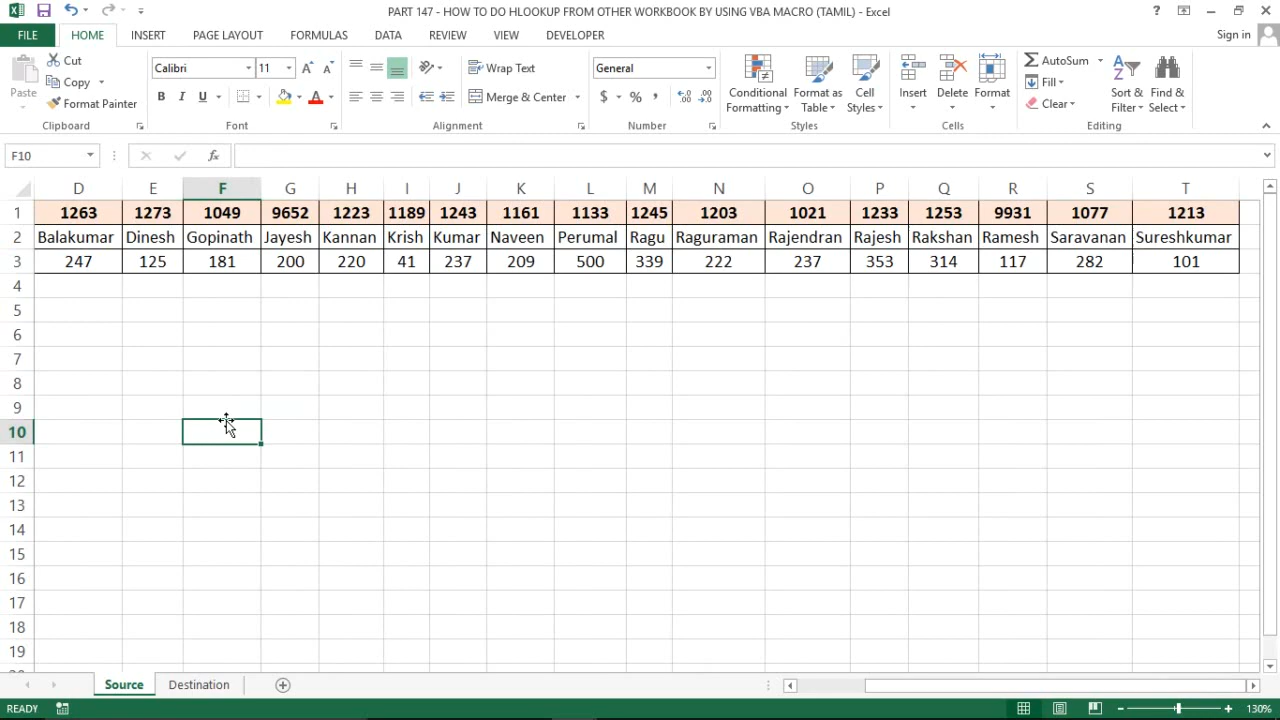 PART 147 - HOW TO DO HLOOKUP FROM OTHER WORKBOOK BY USING VBA MACRO (TAMIL) - Excel
FILE HOME INSERT PAGE LAYOUT FORMULAS DATA REVIEW VIEW DEVELOPER Sign in
Paste Cut Copy Format Painter
Calibri 11 B I U A
Wrap Text Merge & Center
General $ % ,
Conditional Formatting Format as Table Cell Styles
Insert Delete Format
AutoSum Fill Clear Sort & Filter Find & Select
Clipboard Font Alignment Number Styles Cells Editing
F10 fx
D E F G H I J K L M N O P Q R S T
1 1263 1273 1049 9652 1223 1189 1243 1161 1133 1245 1203 1021 1233 1253 9931 1077 1213
2 Balakumar Dinesh Gopinath Jayesh Kannan Krish Kumar Naveen Perumal Ragu Raguraman Rajendran Rajesh Rakshan Ramesh Saravanan Sureshkumar
3 247 125 181 200 220 41 237 209 500 339 222 237 353 314 117 282 101
4
5
6
7
8
9
10
11
12
13
14
15
16
17
18
19
Source Destination
READY 130%